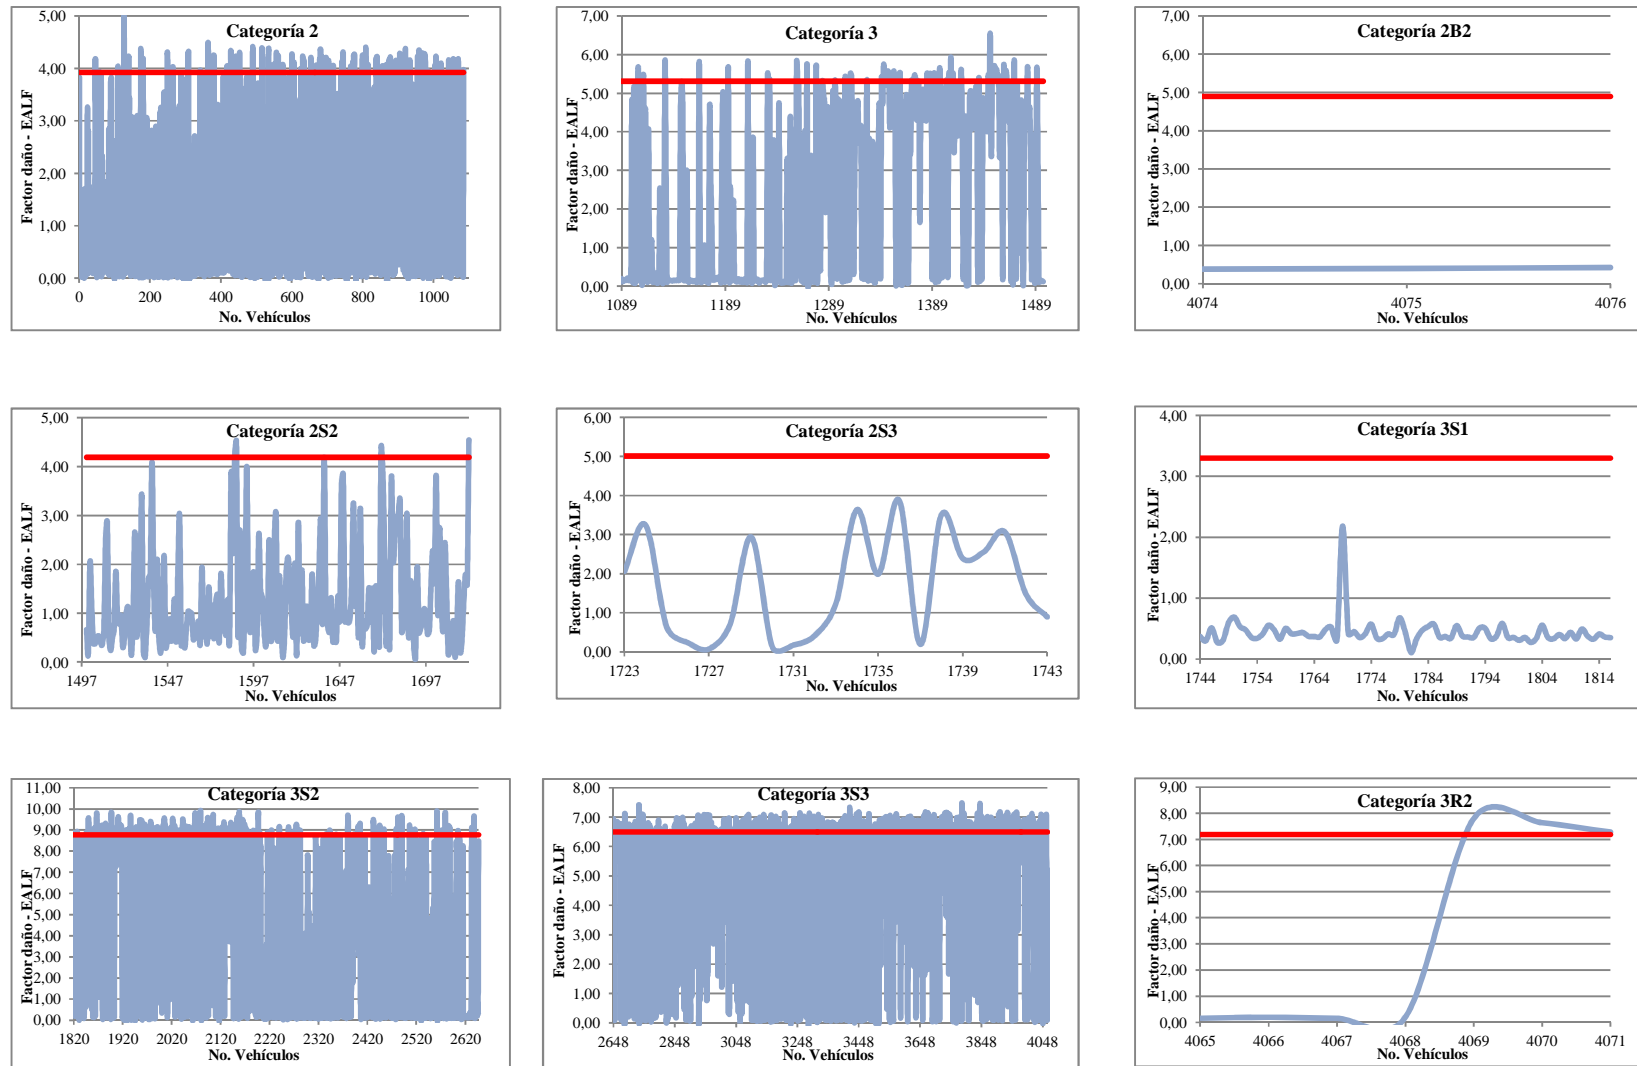 Categoría 2
Factor daño - EALF
5,00
4,00
3,00
2,00
1,00
0,00
0 200 400 600 800 1000
No. Vehículos
Categoría 3
Factor daño - EALF
7,00
6,00
5,00
4,00
3,00
2,00
1,00
0,00
1089 1189 1289 1389 1489
No. Vehículos
Categoría 2B2
Factor daño - EALF
7,00
6,00
5,00
4,00
3,00
2,00
1,00
0,00
4074 4075 4076
No. Vehículos
Categoría 2S2
Factor daño - EALF
5,00
4,00
3,00
2,00
1,00
0,00
1497 1547 1597 1647 1697
No. Vehículos
Categoría 2S3
Factor daño - EALF
6,00
5,00
4,00
3,00
2,00
1,00
0,00
1723 1727 1731 1735 1739 1743
No. Vehículos
Categoría 3S1
Factor daño - EALF
4,00
3,00
2,00
1,00
0,00
1744 1754 1764 1774 1784 1794 1804 1814
No. Vehículos
Categoría 3S2
Factor daño - EALF
11,00
10,00
9,00
8,00
7,00
6,00
5,00
4,00
3,00
2,00
1,00
0,00
1820 1920 2020 2120 2220 2320 2420 2520 2620
No. Vehículos
Categoría 3S3
Factor daño - EALF
8,00
7,00
6,00
5,00
4,00
3,00
2,00
1,00
0,00
2648 2848 3048 3248 3448 3648 3848 4048
No. Vehículos
Categoría 3R2
Factor daño - EALF
9,00
8,00
7,00
6,00
5,00
4,00
3,00
2,00
1,00
0,00
4065 4066 4067 4068 4069 4070 4071
No. Vehículos